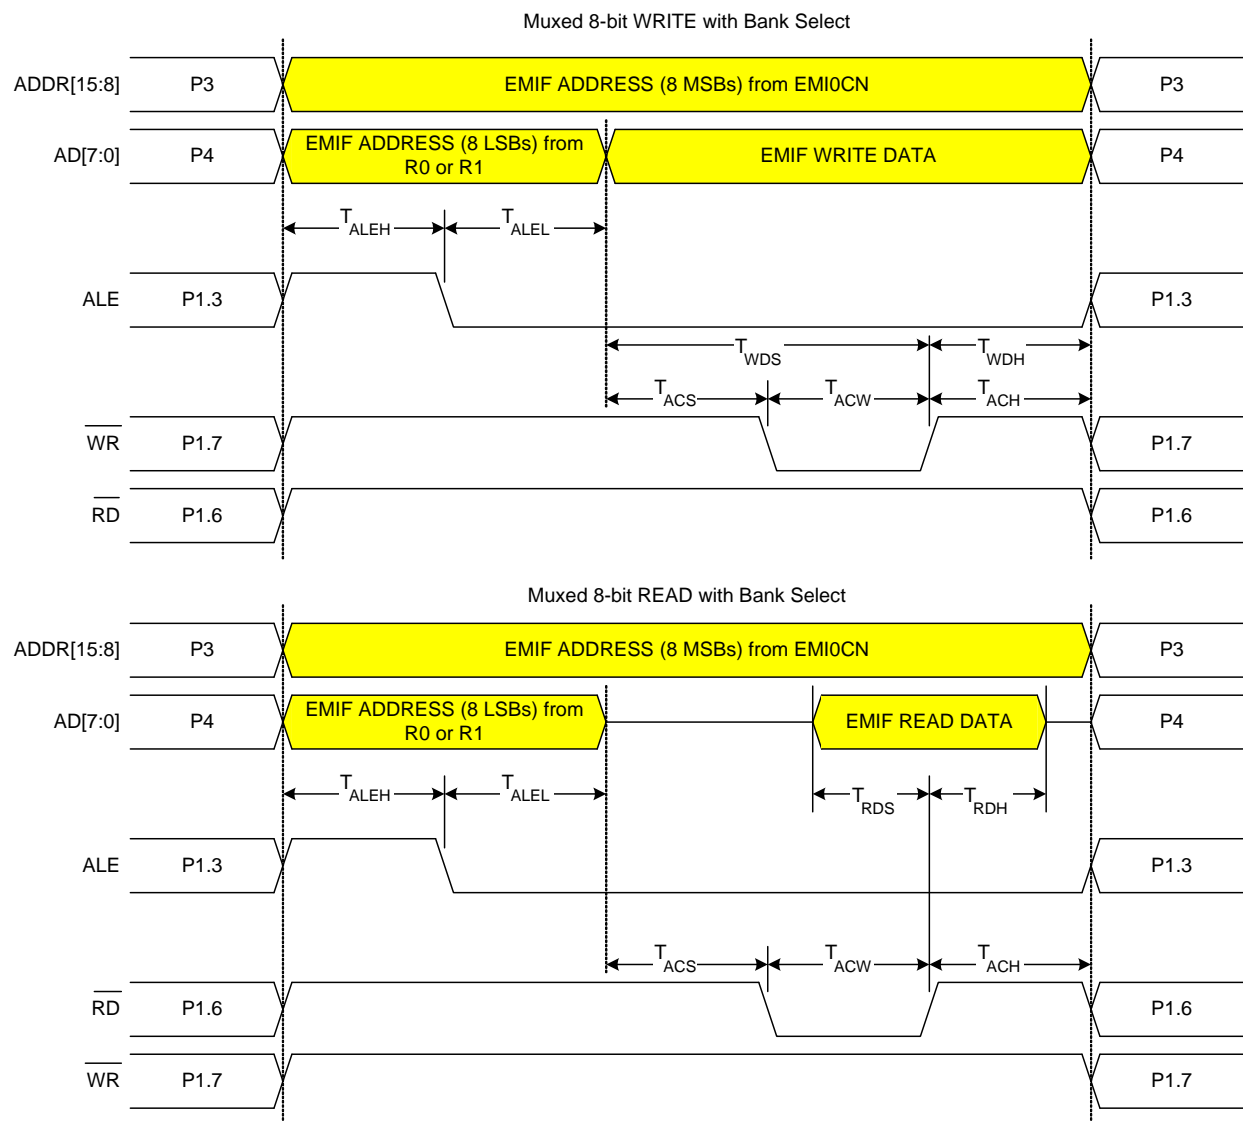 Muxed 8-bit WRITE with Bank Select
ADDR[15:8] P3 EMIF ADDRESS (8 MSBs) from EMI0CN P3
AD[7:0] P4 EMIF ADDRESS (8 LSBs) from
R0 or R1 EMIF WRITE DATA P4
TALEH TALEL
ALE P1.3 P1.3
TWDS TWDH
TACS TACW TACH
WR P1.7 P1.7
RD P1.6 P1.6
Muxed 8-bit READ with Bank Select
ADDR[15:8] P3 EMIF ADDRESS (8 MSBs) from EMI0CN P3
AD[7:0] P4 EMIF ADDRESS (8 LSBs) from
R0 or R1 EMIF READ DATA P4
TALEH TALEL TRDS TRDH
ALE P1.3 P1.3
TACS TACW TACH
RD P1.6 P1.6
WR P1.7 P1.7